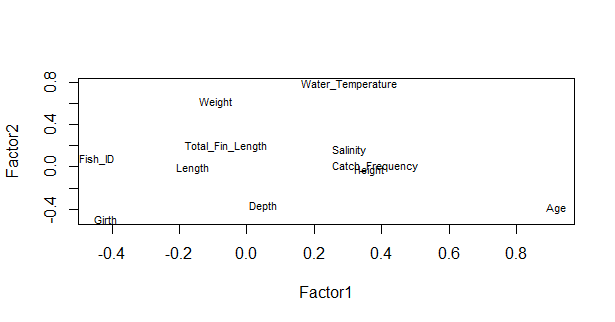 Water_Temperature
Weight
Total_Fin_Length
Salinity
Fish_ID
Catch_Frequency
Length
Height
Depth
Age
Girth
0.8
0.4
0.0
-0.4
Factor2
-0.4 -0.2 0.0 0.2 0.4 0.6 0.8
Factor1